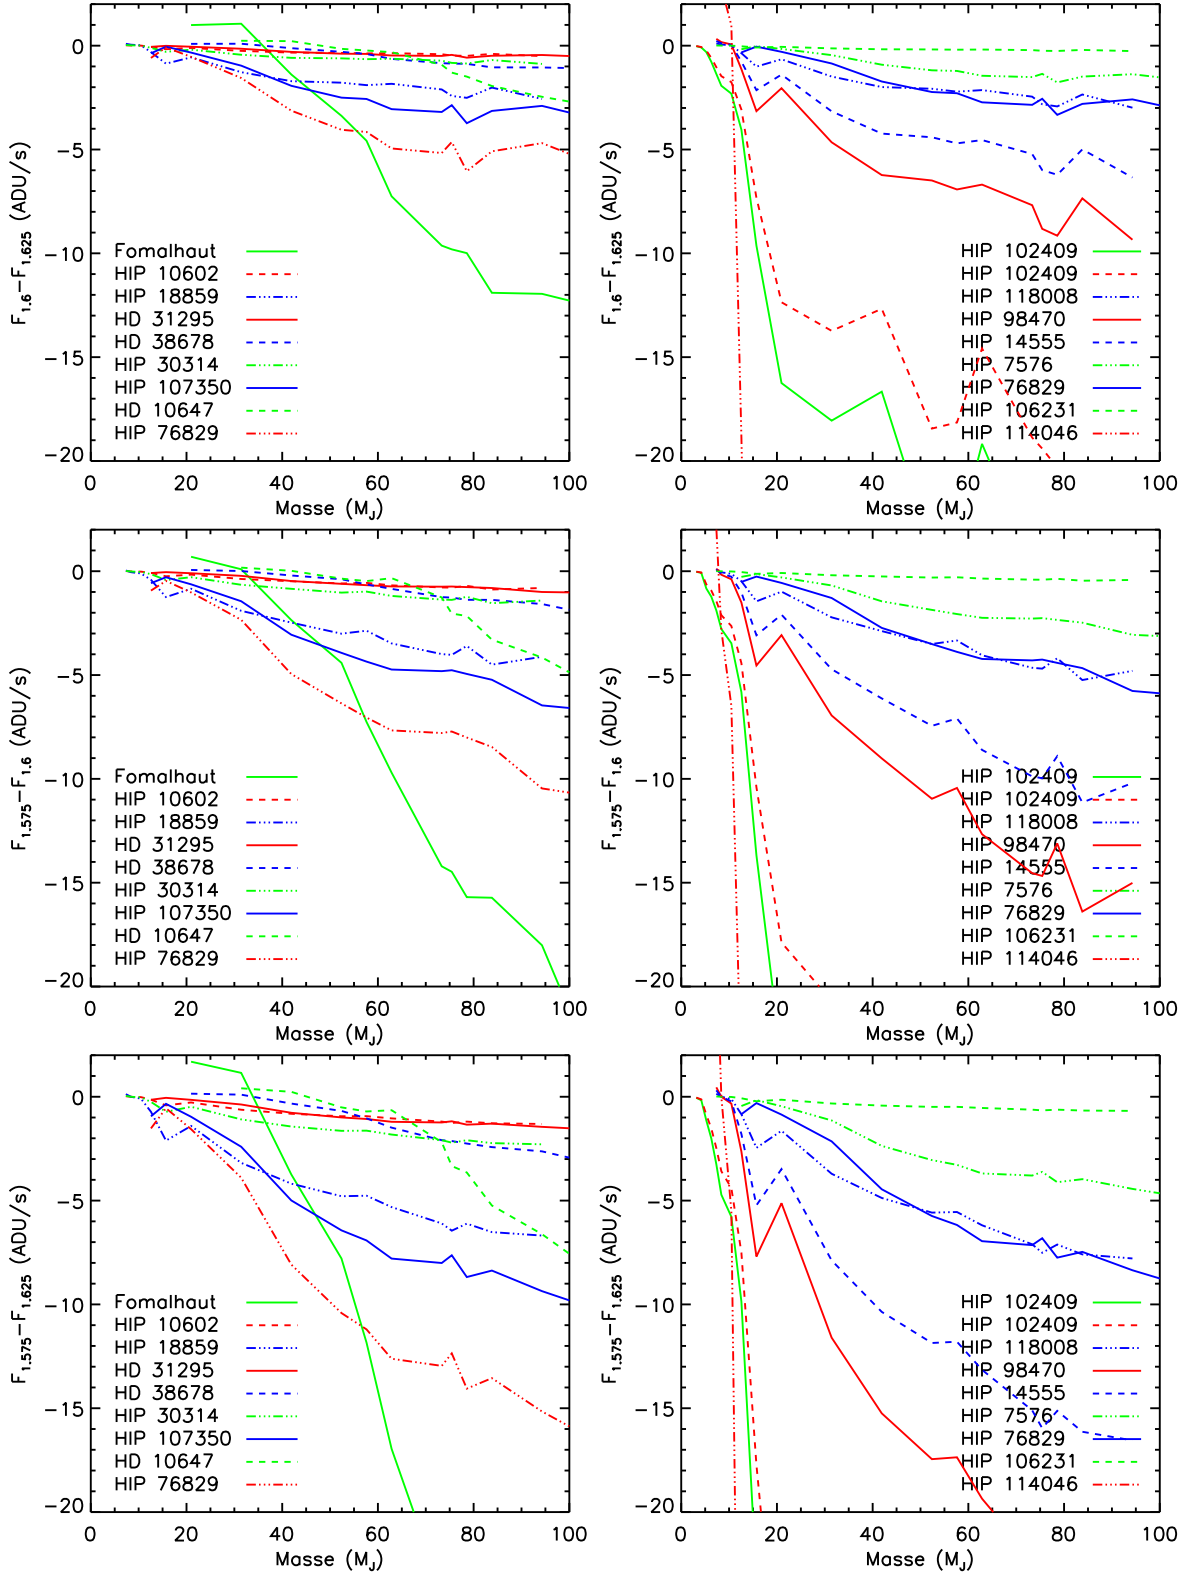 0
−5
−10
−15
−20
F1.6−F1.625 (ADU/s)
Fomalhaut
HIP 10602
HIP 18859
HD 31295
HD 38678
HIP 30314
HIP 107350
HD 10647
HIP 76829
0 20 40 60 80 100
Masse (MJ)
0
−5
−10
−15
−20
F1.6−F1.625 (ADU/s)
HIP 102409
HIP 102409
HIP 118008
HIP 98470
HIP 14555
HIP 7576
HIP 76829
HIP 106231
HIP 114046
0 20 40 60 80 100
Masse (MJ)
0
−5
−10
−15
−20
F1.575−F1.6 (ADU/s)
Fomalhaut
HIP 10602
HIP 18859
HD 31295
HD 38678
HIP 30314
HIP 107350
HD 10647
HIP 76829
0 20 40 60 80 100
Masse (MJ)
0
−5
−10
−15
−20
F1.575−F1.6 (ADU/s)
HIP 102409
HIP 102409
HIP 118008
HIP 98470
HIP 14555
HIP 7576
HIP 76829
HIP 106231
HIP 114046
0 20 40 60 80 100
Masse (MJ)
0
−5
−10
−15
−20
F1.575−F1.625 (ADU/s)
Fomalhaut
HIP 10602
HIP 18859
HD 31295
HD 38678
HIP 30314
HIP 107350
HD 10647
HIP 76829
0 20 40 60 80 100
Masse (MJ)
0
−5
−10
−15
−20
F1.575−F1.625 (ADU/s)
HIP 102409
HIP 102409
HIP 118008
HIP 98470
HIP 14555
HIP 7576
HIP 76829
HIP 106231
HIP 114046
0 20 40 60 80 100
Masse (MJ)